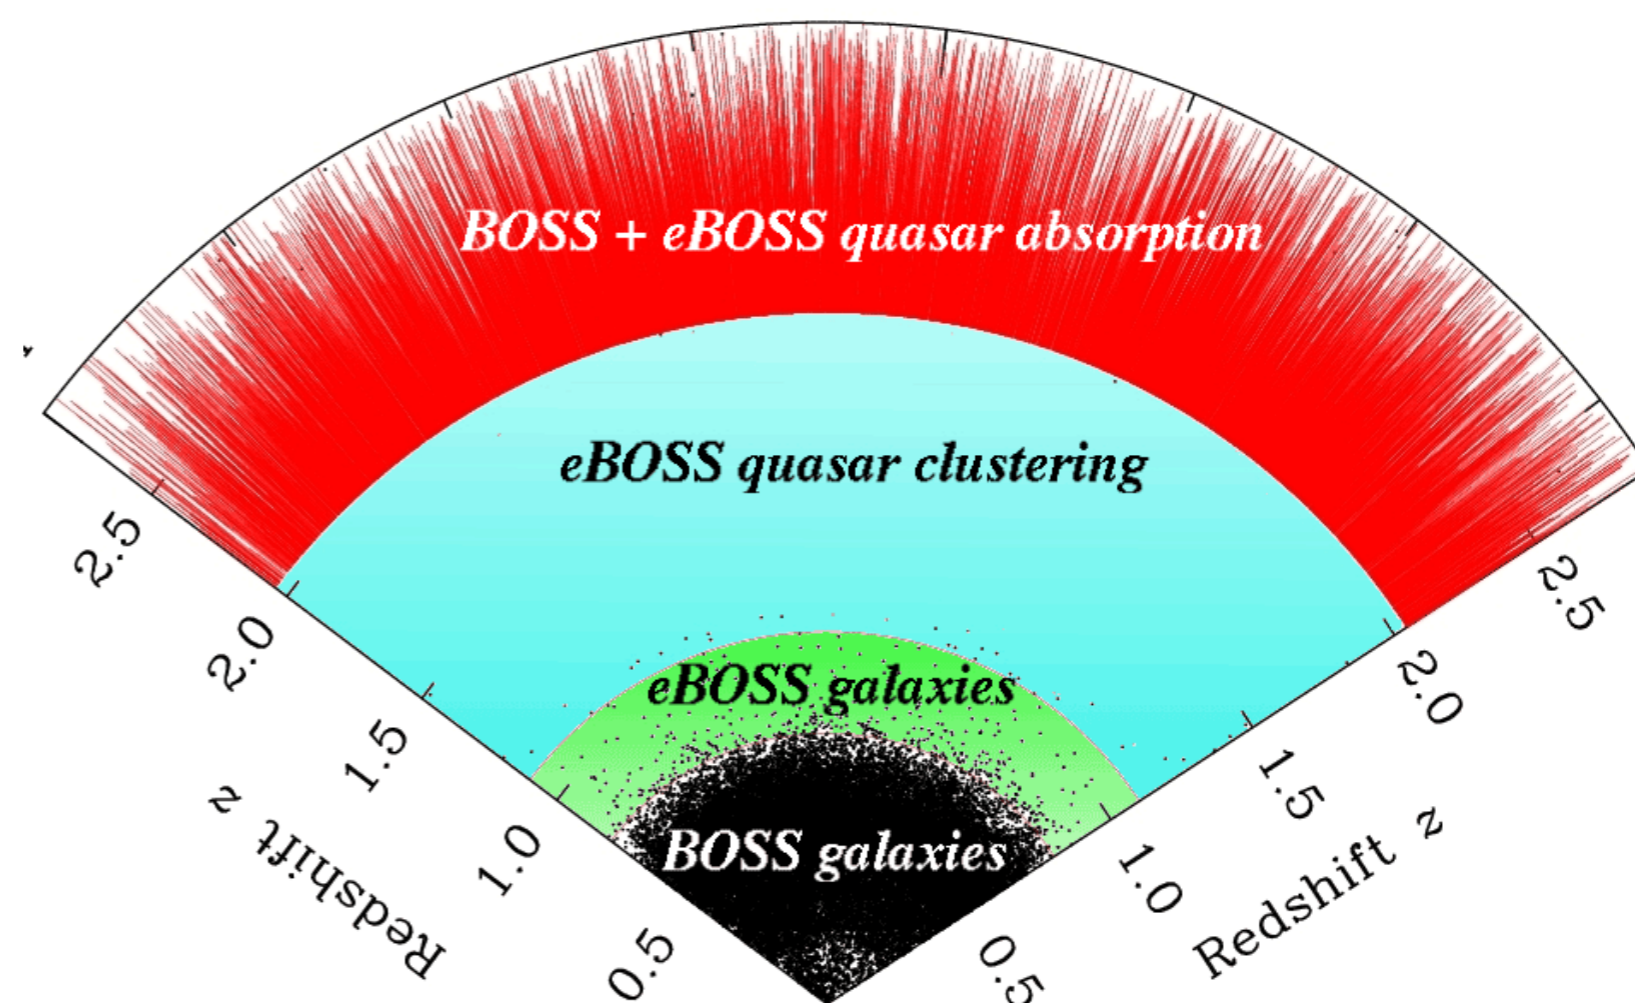 BOSS + eBOSS quasar absorption
eBOSS quasar clustering
eBOSS galaxies
BOSS galaxies
2.5
2.0
1.5
1.0
0.5
Redshift z
0.5
1.0
1.5
2.0
2.5
Redshift z